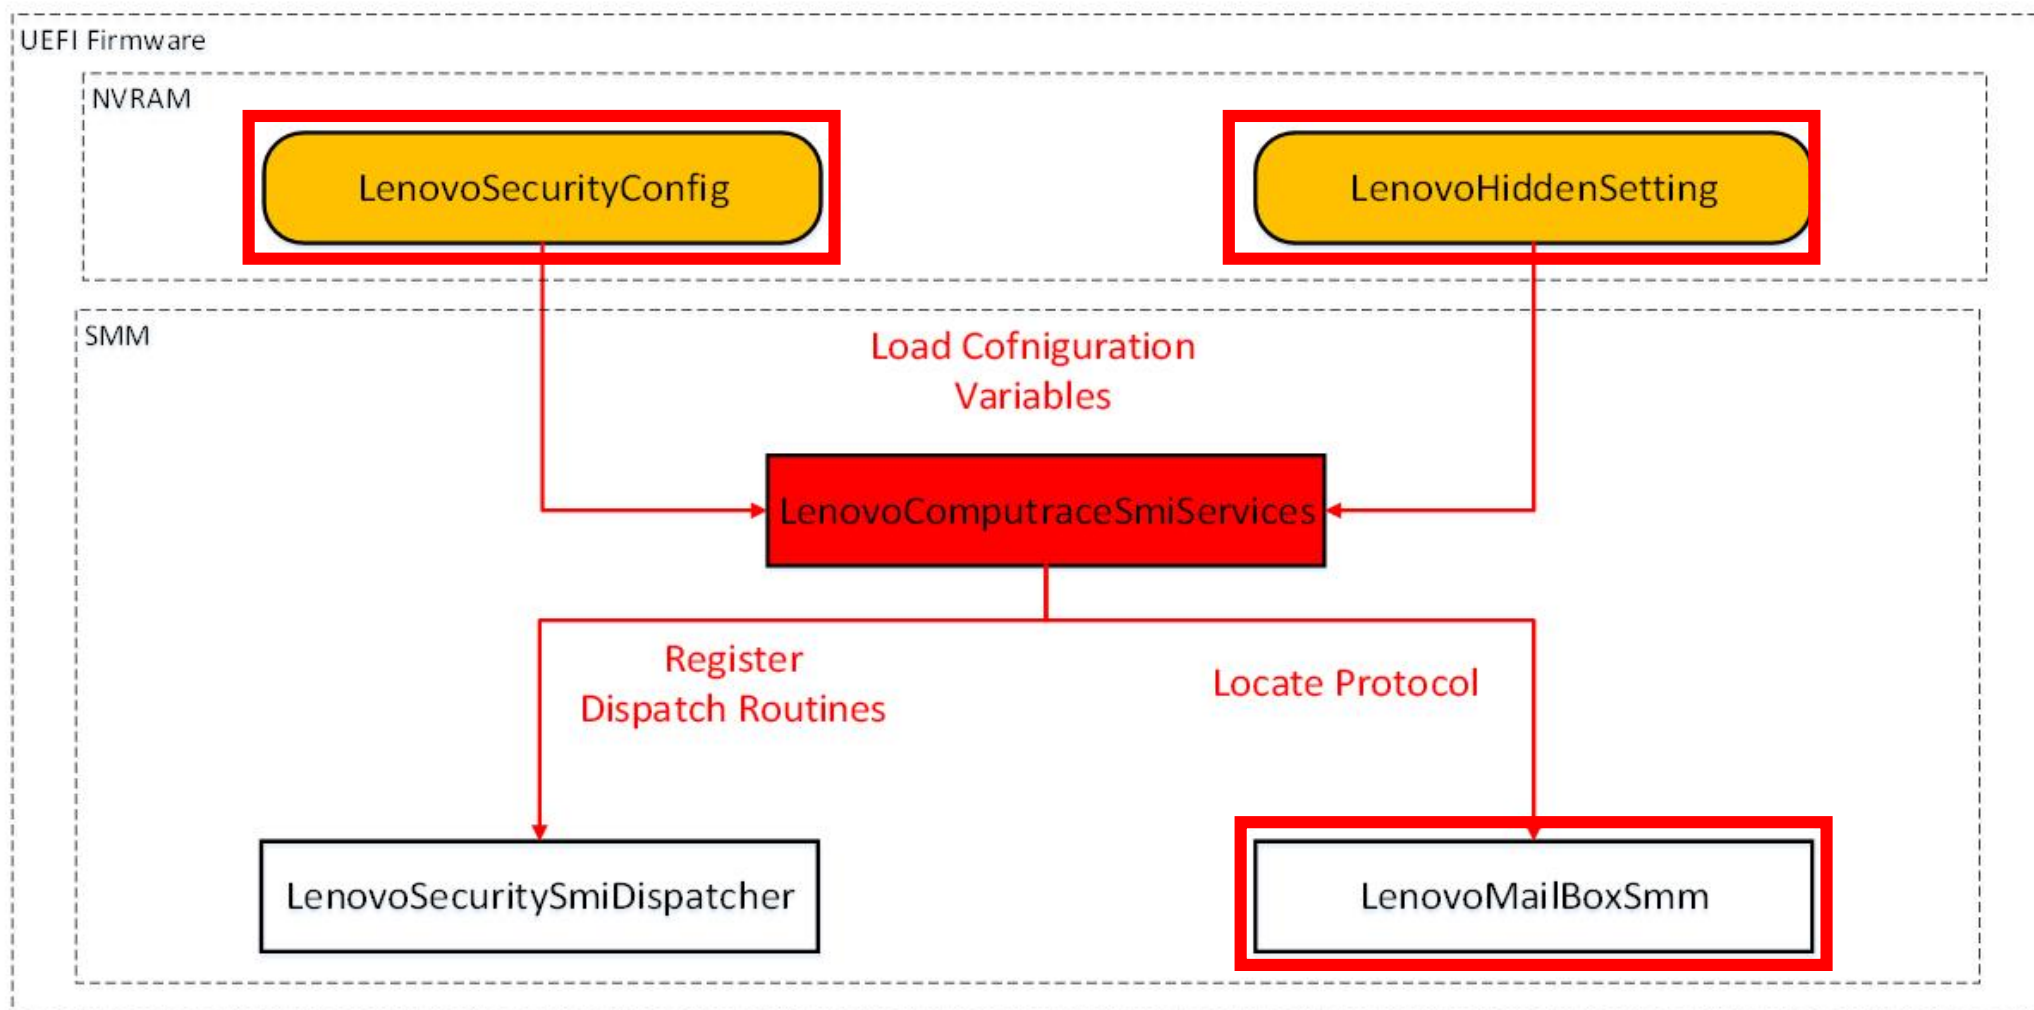 UEFI Firmware
NVRAM
LenovoSecurityConfig
LenovoHiddenSetting
SMM
Load Cofniguration
Variables
LenovoComputraceSmiServices
Register
Dispatch Routines
Locate Protocol
LenovoSecuritySmiDispatcher
LenovoMailBoxSmm